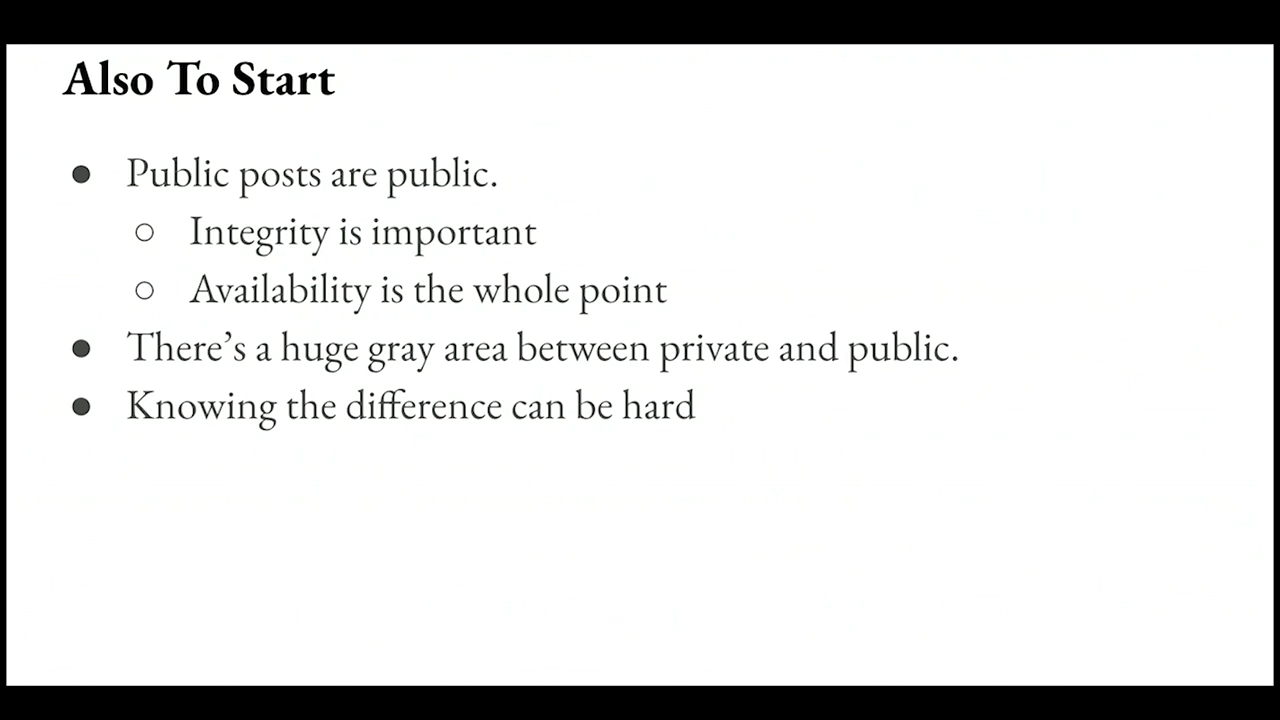 Also To Start
● Public posts are public.
○ Integrity is important
○ Availability is the whole point
● There’s a huge gray area between private and public.
● Knowing the difference can be hard